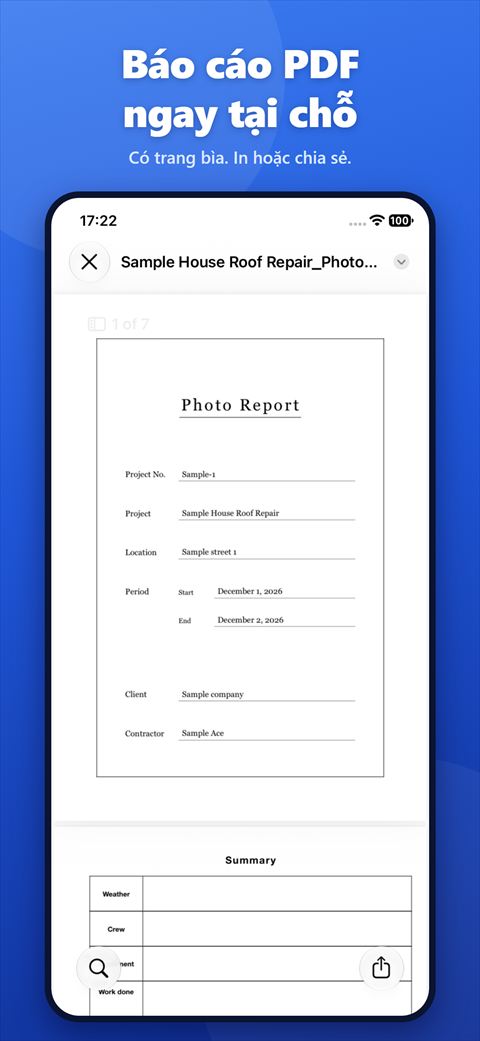 Báo cáo PDF
ngay tại chỗ
Có trang bìa. In hoặc chia sẻ.
17:22
100
Sample House Roof Repair_Photo...
1 of 7
Photo Report
Project No. Sample-1
Project Sample House Roof Repair
Location Sample street 1
Period Start December 1, 2026
End December 2, 2026
Client Sample company
Contractor Sample Ace
Summary
Weather
Crew
Work done